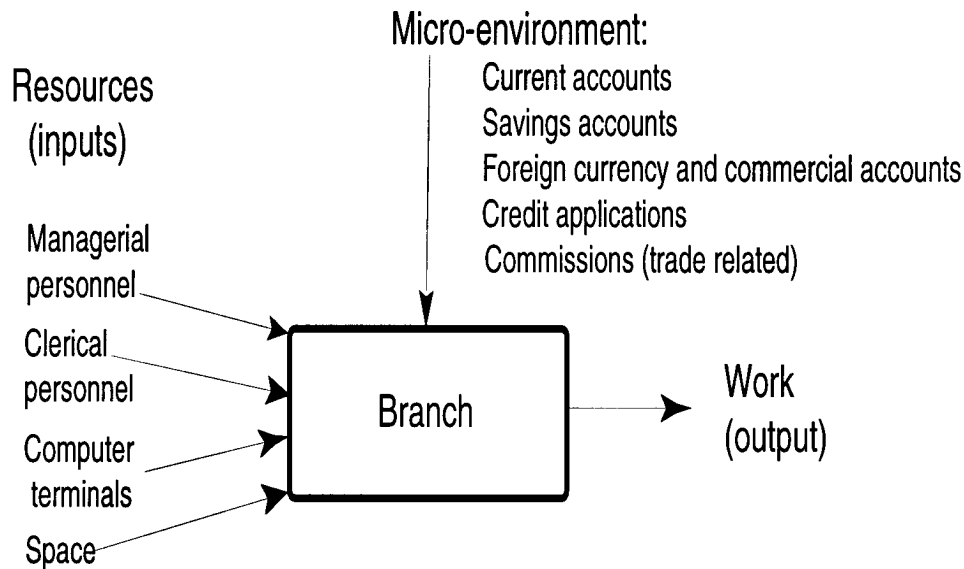 Micro-environment:
Current accounts
Savings accounts
Foreign currency and commercial accounts
Credit applications
Commissions (trade related)
Resources
(inputs)
Managerial
personnel
Clerical
personnel
Computer
terminals
Space
Branch
Work
(output)